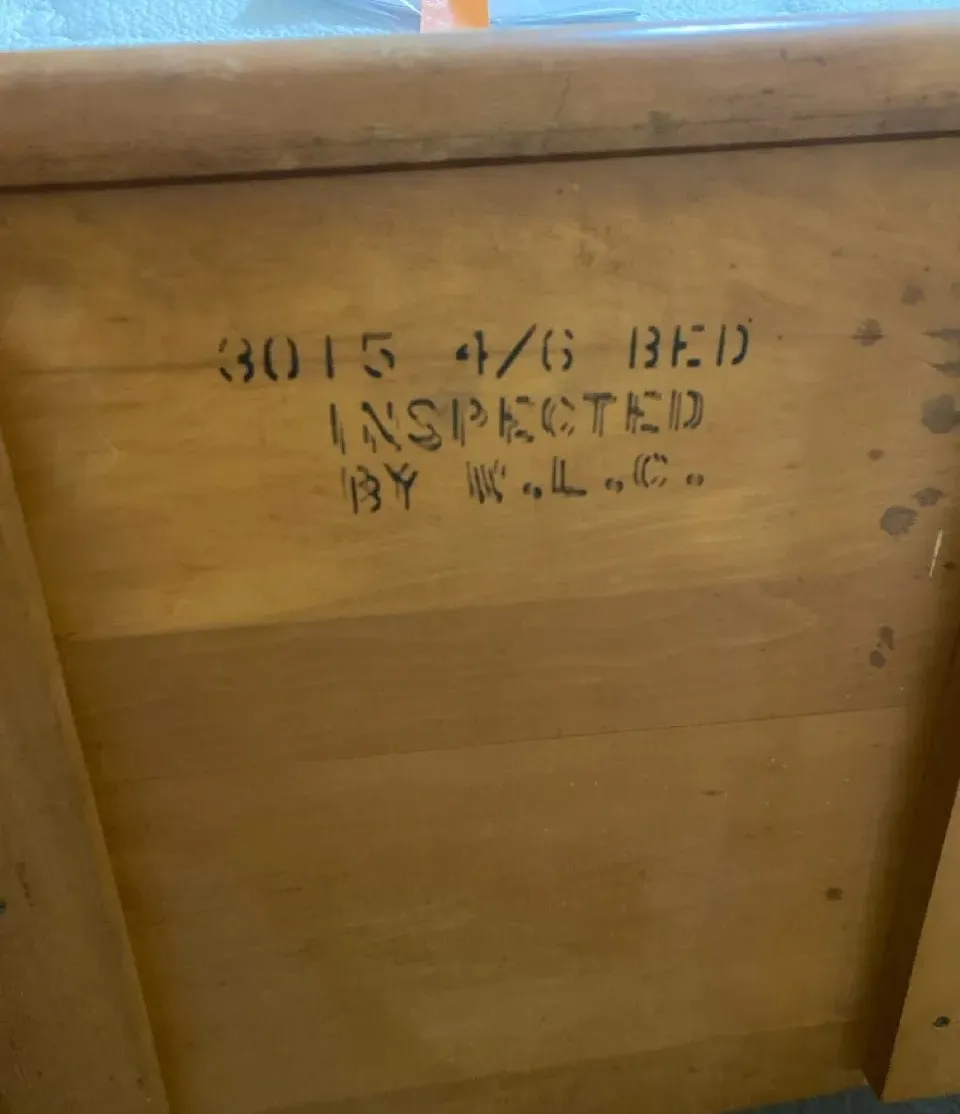 3015 4/6 BED
INSPECTED
BY W.L.C.